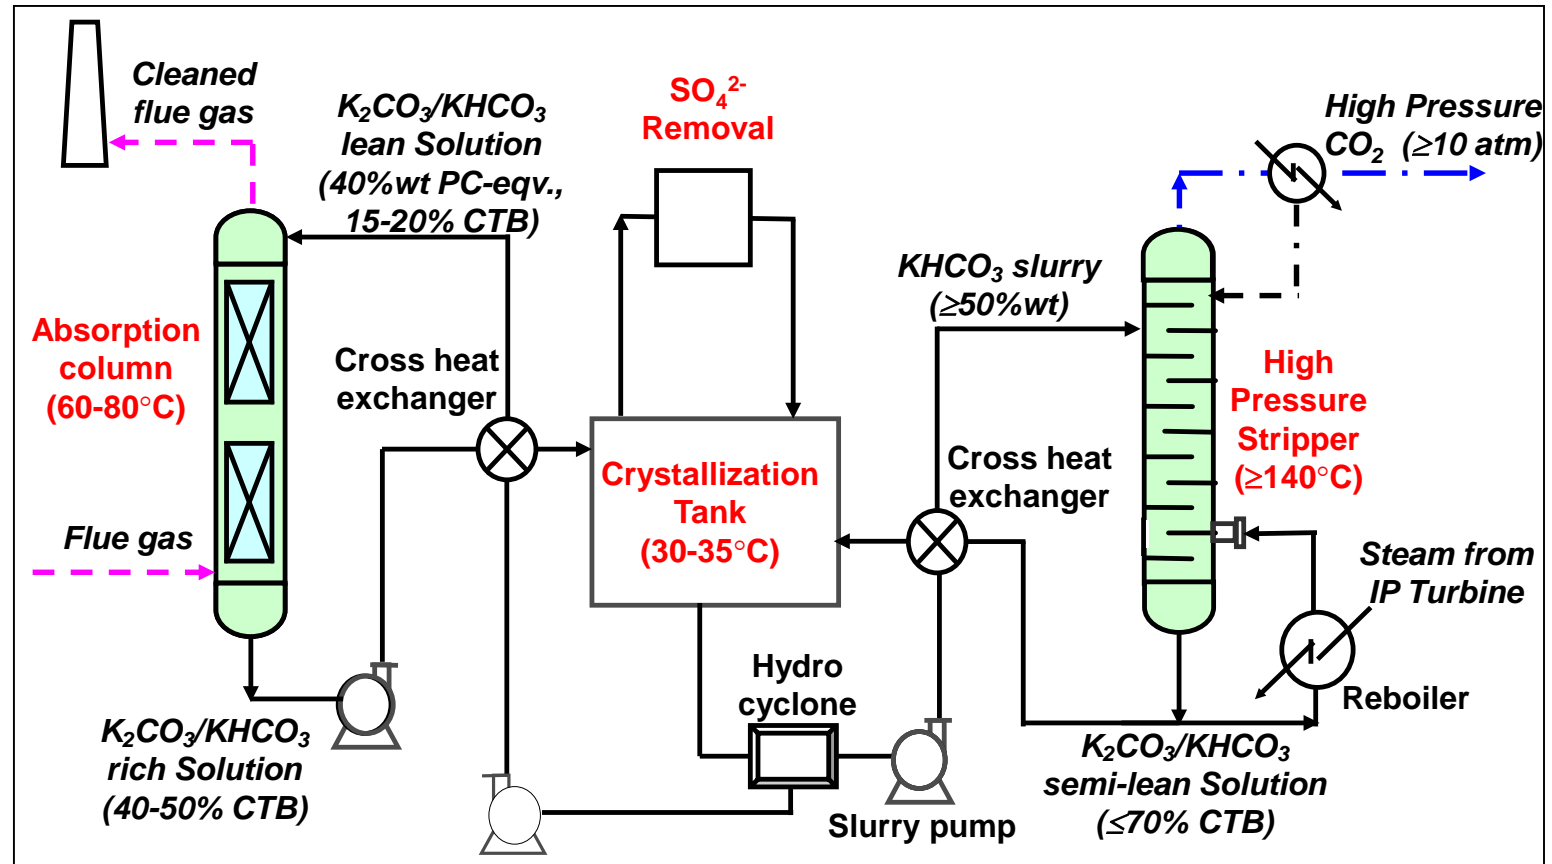 Cleaned
flue gas
K₂CO₃/KHCO₃
lean Solution
(40%wt PC-eqv.,
15-20% CTB)
SO₄²⁻
Removal
High Pressure
CO₂ (≥10 atm)
KHCO₃ slurry
(≥50%wt)
Absorption
column
(60-80°C)
Cross heat
exchanger
High
Pressure
Stripper
(≥140°C)
Crystallization
Tank
(30-35°C)
Cross heat
exchanger
Flue gas
Steam from
IP Turbine
Hydro
cyclone
Reboiler
K₂CO₃/KHCO₃
rich Solution
(40-50% CTB)
Slurry pump
K₂CO₃/KHCO₃
semi-lean Solution
(≤70% CTB)